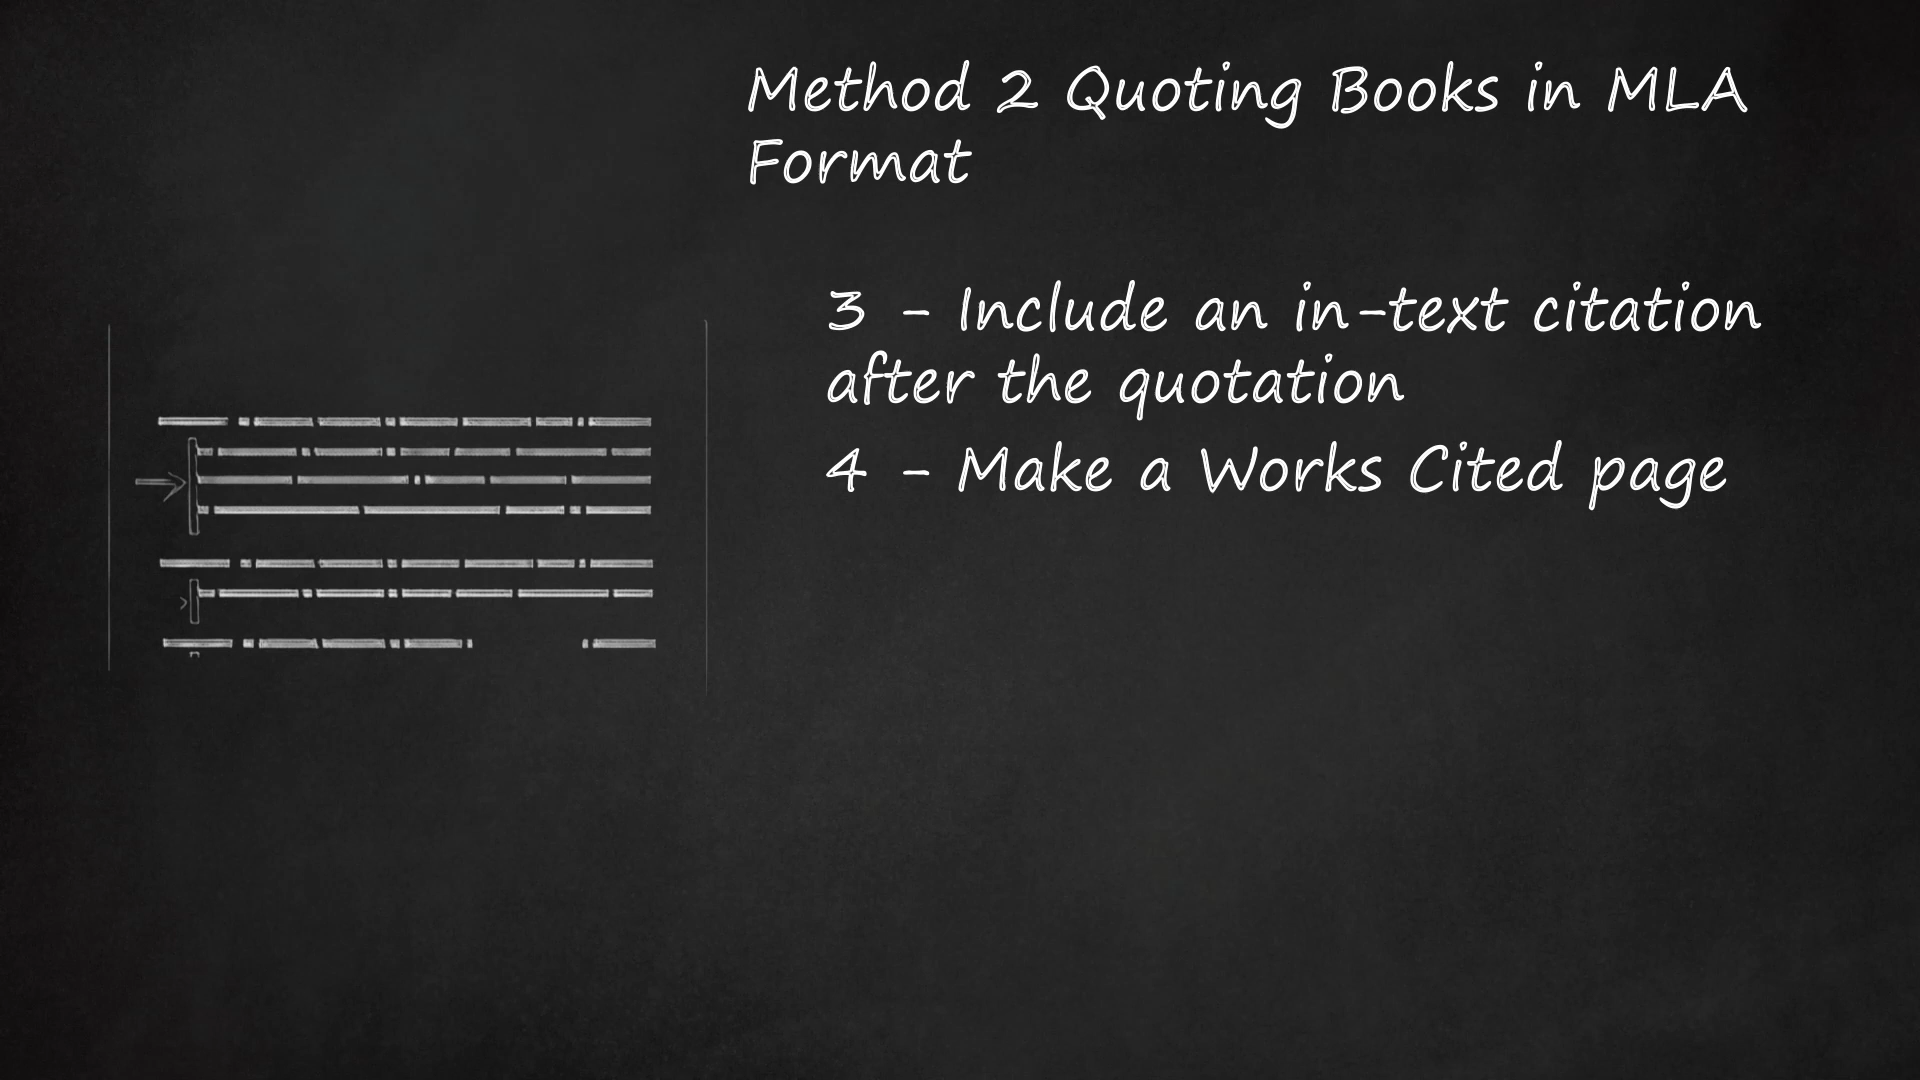 Method 2 Quoting Books in MLA
Format
3 - Include an in-text citation
after the quotation
4 - Make a Works Cited page